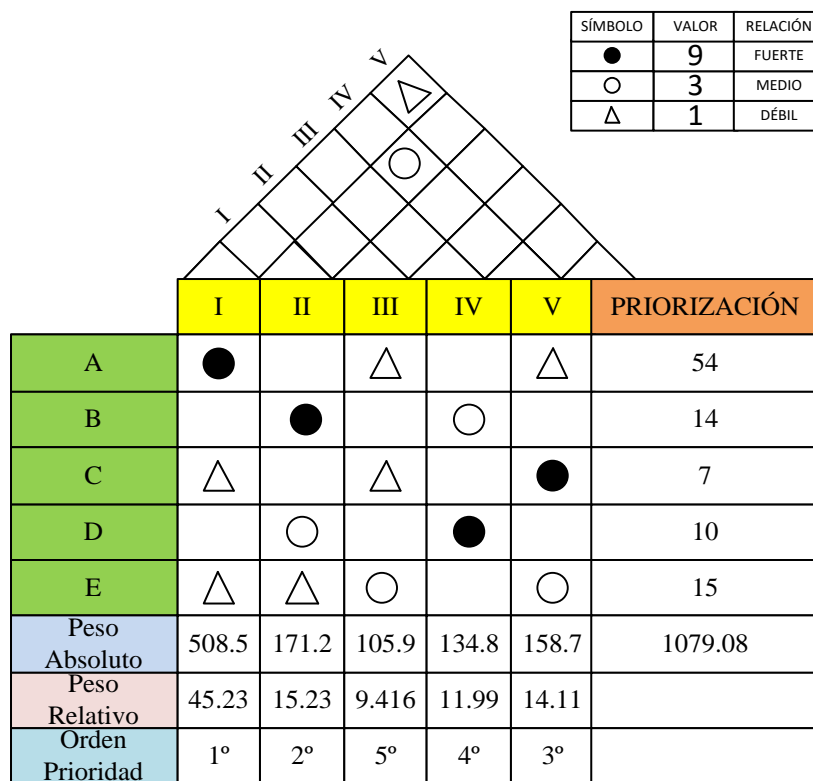 SÍMBOLO VALOR RELACIÓN
9 FUERTE
3 MEDIO
1 DÉBIL
V
IV
III
II
I
I II III IV V PRIORIZACIÓN
A 54
B 14
C 7
D 10
E 15
Peso
Absoluto 508.5 171.2 105.9 134.8 158.7 1079.08
Peso
Relativo 45.23 15.23 9.416 11.99 14.11
Orden
Prioridad 1º 2º 5º 4º 3º